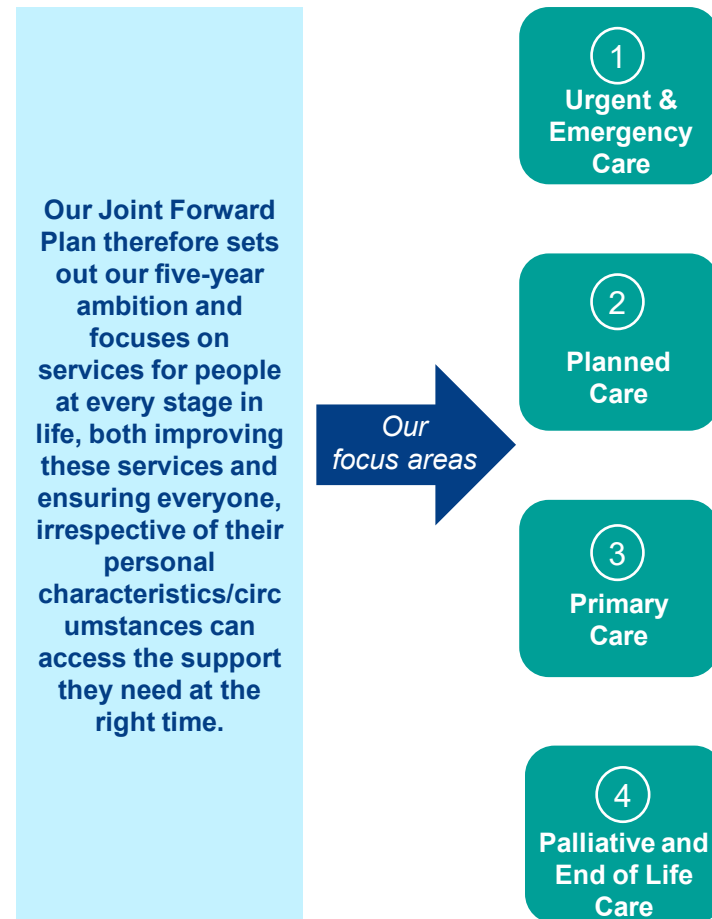 Our Joint Forward
Plan therefore sets
out our five-year
ambition and
focuses on
services for people
at every stage in
life, both improving
these services and
ensuring everyone,
irrespective of their
personal
characteristics/circ
umstances can
access the support
they need at the
right time.
Our
focus areas
1
Urgent &
Emergency
Care
2
Planned
Care
3
Primary
Care
4
Palliative and
End of Life
Care